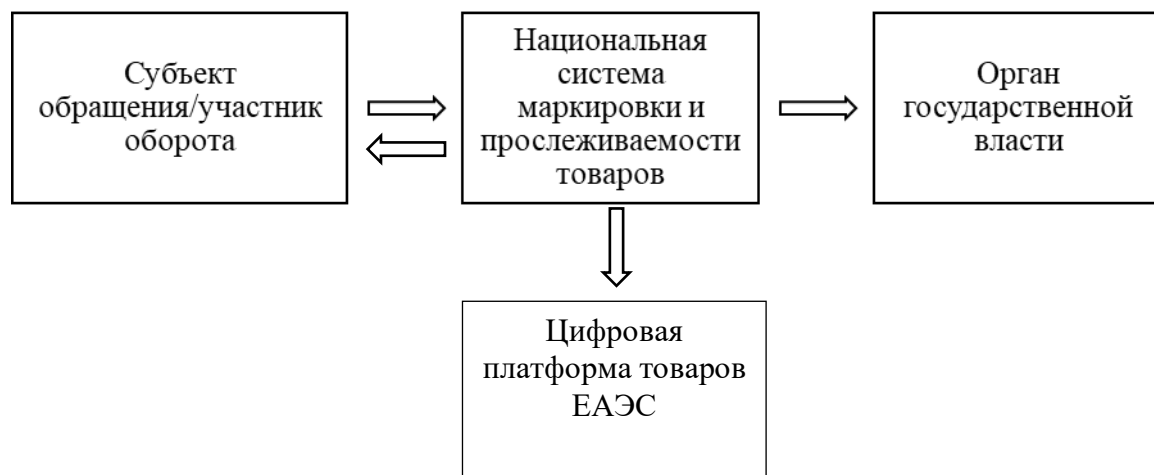 Субъект
обращения/участник
оборота
Национальная
система
маркировки и
прослеживаемости
товаров
Орган
государственной
власти
Цифровая
платформа товаров
ЕАЭС